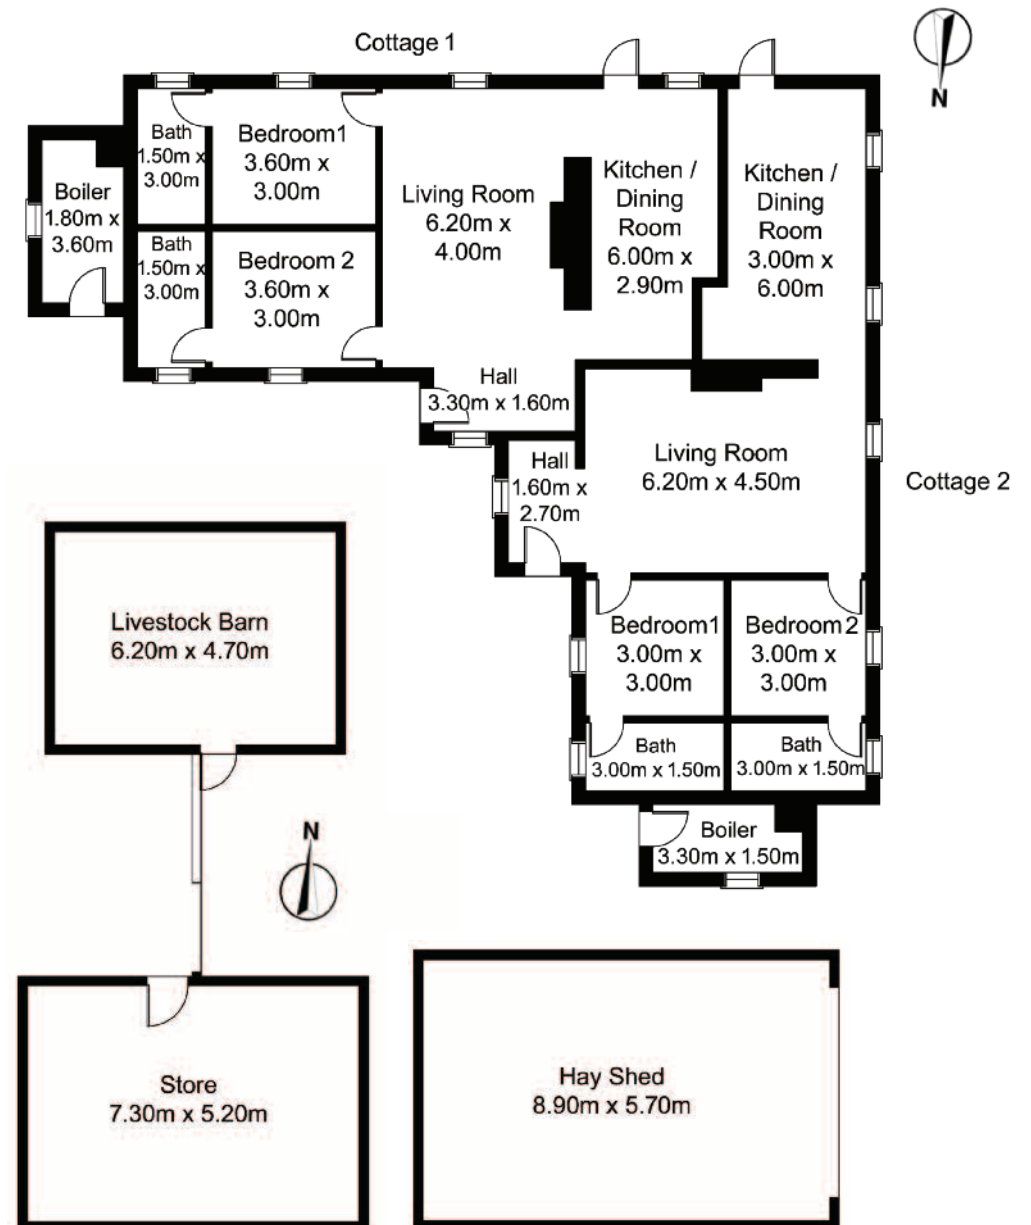 Cottage 1
N
Bath
1.50m x
3.00m
Bedroom1
3.60m x
3.00m
Boiler
1.80m x
3.60m
Living Room
6.20m x
4.00m
Kitchen /
Dining
Room
6.00m x
2.90m
Kitchen /
Dining
Room
3.00m x
6.00m
Bath
1.50m x
3.00m
Bedroom 2
3.60m x
3.00m
Hall
3.30m x 1.60m
Hall
1.60m x
2.70m
Living Room
6.20m x 4.50m
Cottage 2
Livestock Barn
6.20m x 4.70m
Bedroom1
3.00m x
3.00m
Bedroom2
3.00m x
3.00m
Bath
3.00m x 1.50m
Bath
3.00m x 1.50m
Boiler
3.30m x 1.50m
N
Store
7.30m x 5.20m
Hay Shed
8.90m x 5.70m